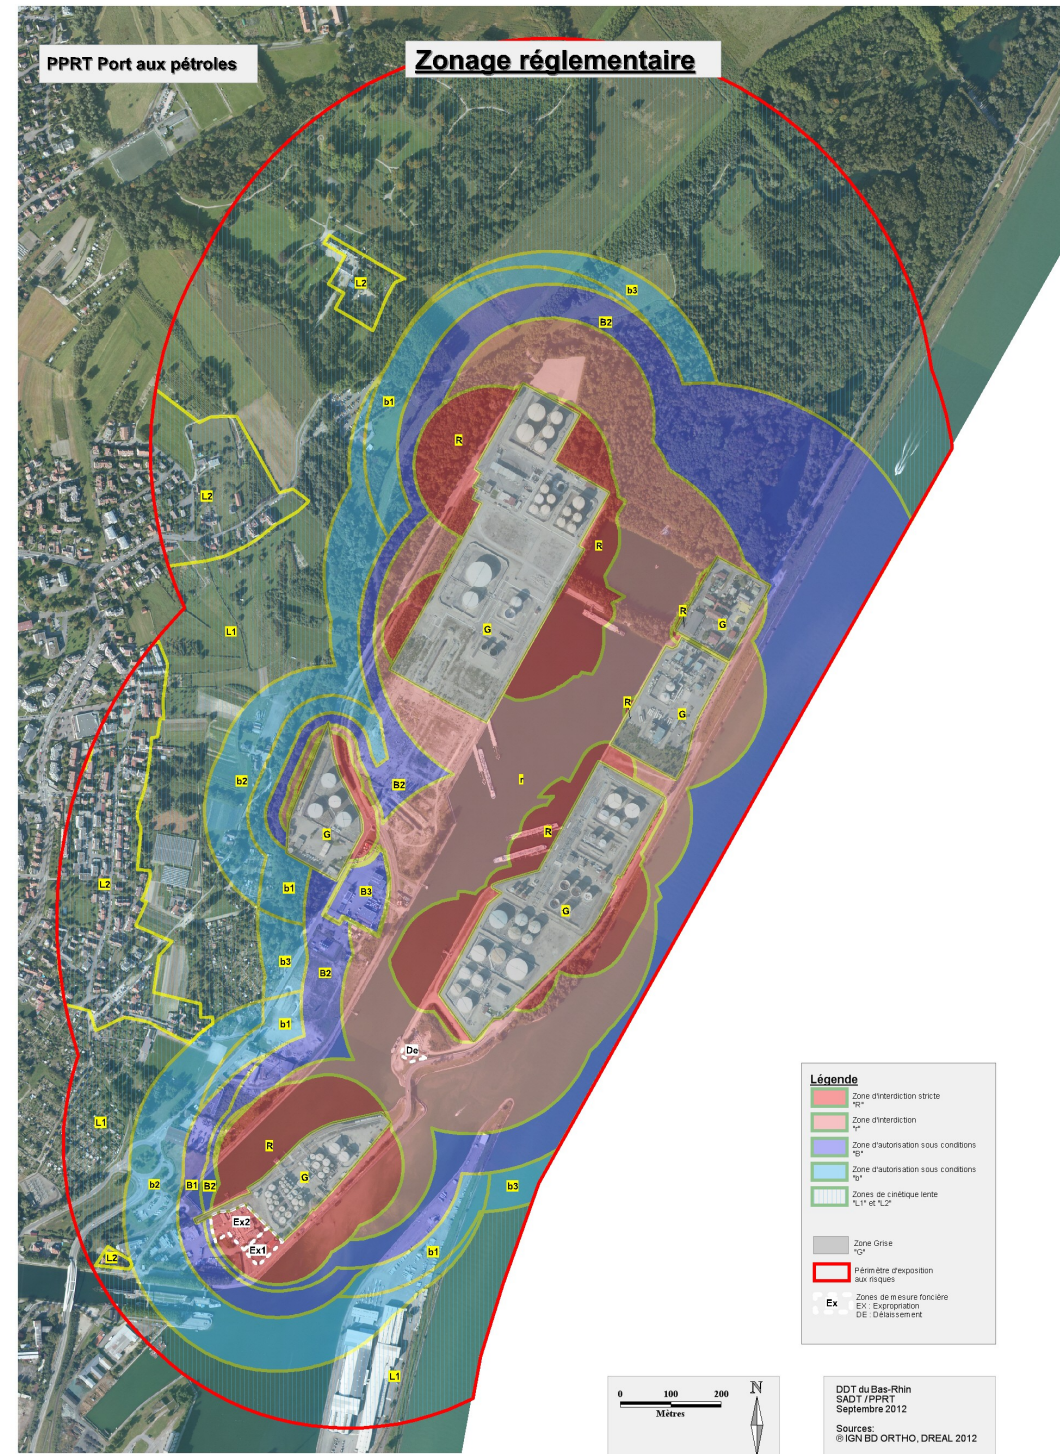 PPRT Port aux pétroles
Zonage réglementaire
L2
b3
B2
b1
R
L2
R
R
G
L1
G
R
G
r
B2
b2
R
G
L2
b1
B3
G
b3
B2
b1
De
L1
R
b2
B1
B2
G
b3
Ex2
Ex1
b1
L2
L1
Légende
Zone d'interdiction stricte
"R"
Zone d'interdiction
"r"
Zone d'autorisation sous conditions
"B"
Zone d'autorisation sous conditions
"b"
Zones de cinétique lente
"L1" et "L2"
Zone Grise
"G"
Périmètre d'exposition
aux risques
Ex
Zones de mesure foncière
EX : Expropriation
DE : Délaissement
0 100 200
Mètres
N
DDT du Bas-Rhin
SADT /PPRT
Septembre 2012
Sources:
© IGN BD ORTHO, DREAL 2012